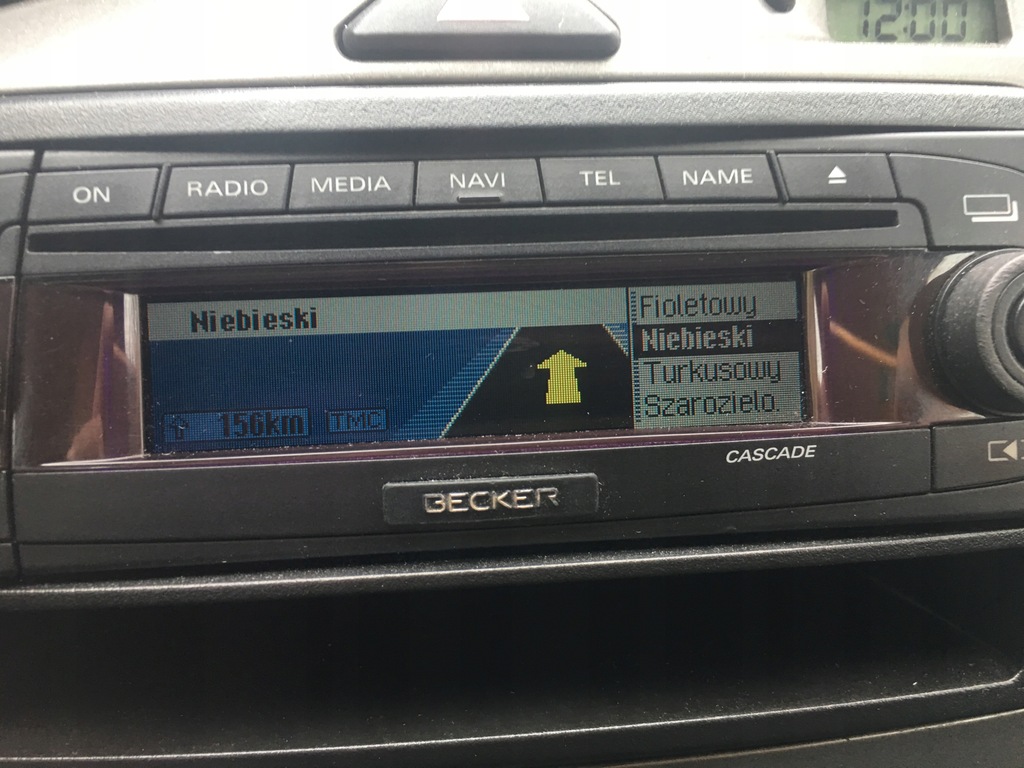 12:00
ON RADIO MEDIA NAVI TEL NAME
Niebieski
156km TMC
Fioletowy
Niebieski
Turkusowy
Szarozielo.
CASCADE
BECKER